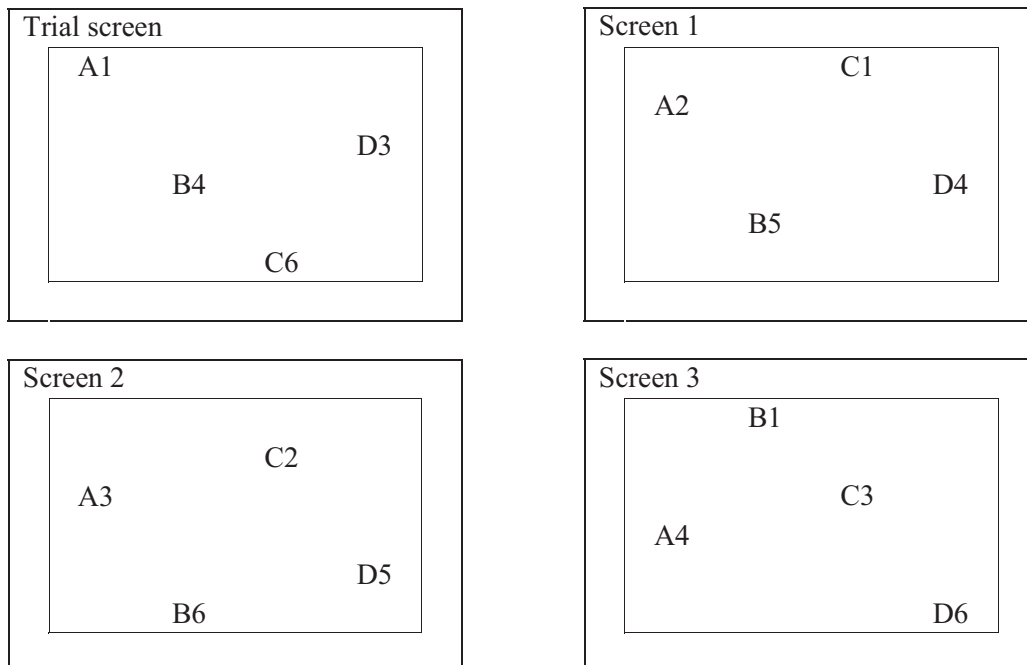 Trial screen
A1
D3
B4
C6
Screen 1
C1
A2
D4
B5
Screen 2
C2
A3
D5
B6
Screen 3
B1
C3
A4
D6